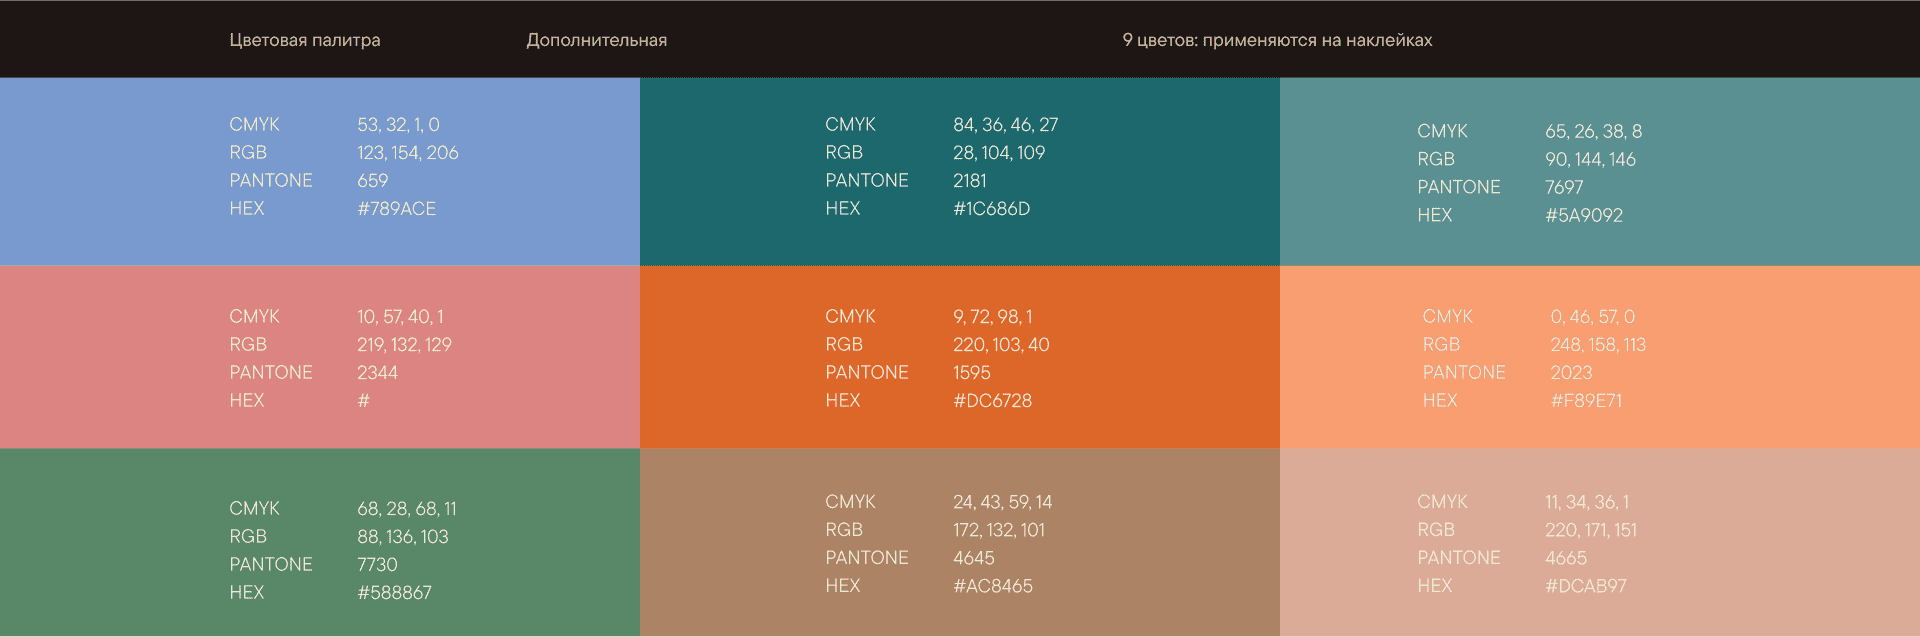 Цветовая палитра Дополнительная 9 цветов: применяются на наклейках
CMYK 53, 32, 1, 0
RGB 123, 154, 206
PANTONE 659
HEX #789ACE
CMYK 84, 36, 46, 27
RGB 28, 104, 109
PANTONE 2181
HEX #1C686D
CMYK 65, 26, 38, 8
RGB 90, 144, 146
PANTONE 7697
HEX #5A9092
CMYK 10, 57, 40, 1
RGB 219, 132, 129
PANTONE 2344
HEX #
CMYK 9, 72, 98, 1
RGB 220, 103, 40
PANTONE 1595
HEX #DC6728
CMYK 0, 46, 57, 0
RGB 248, 158, 113
PANTONE 2023
HEX #F89E71
CMYK 68, 28, 68, 11
RGB 88, 136, 103
PANTONE 7730
HEX #588867
CMYK 24, 43, 59, 14
RGB 172, 132, 101
PANTONE 4645
HEX #AC8465
CMYK 11, 34, 36, 1
RGB 220, 171, 151
PANTONE 4665
HEX #DCAB97